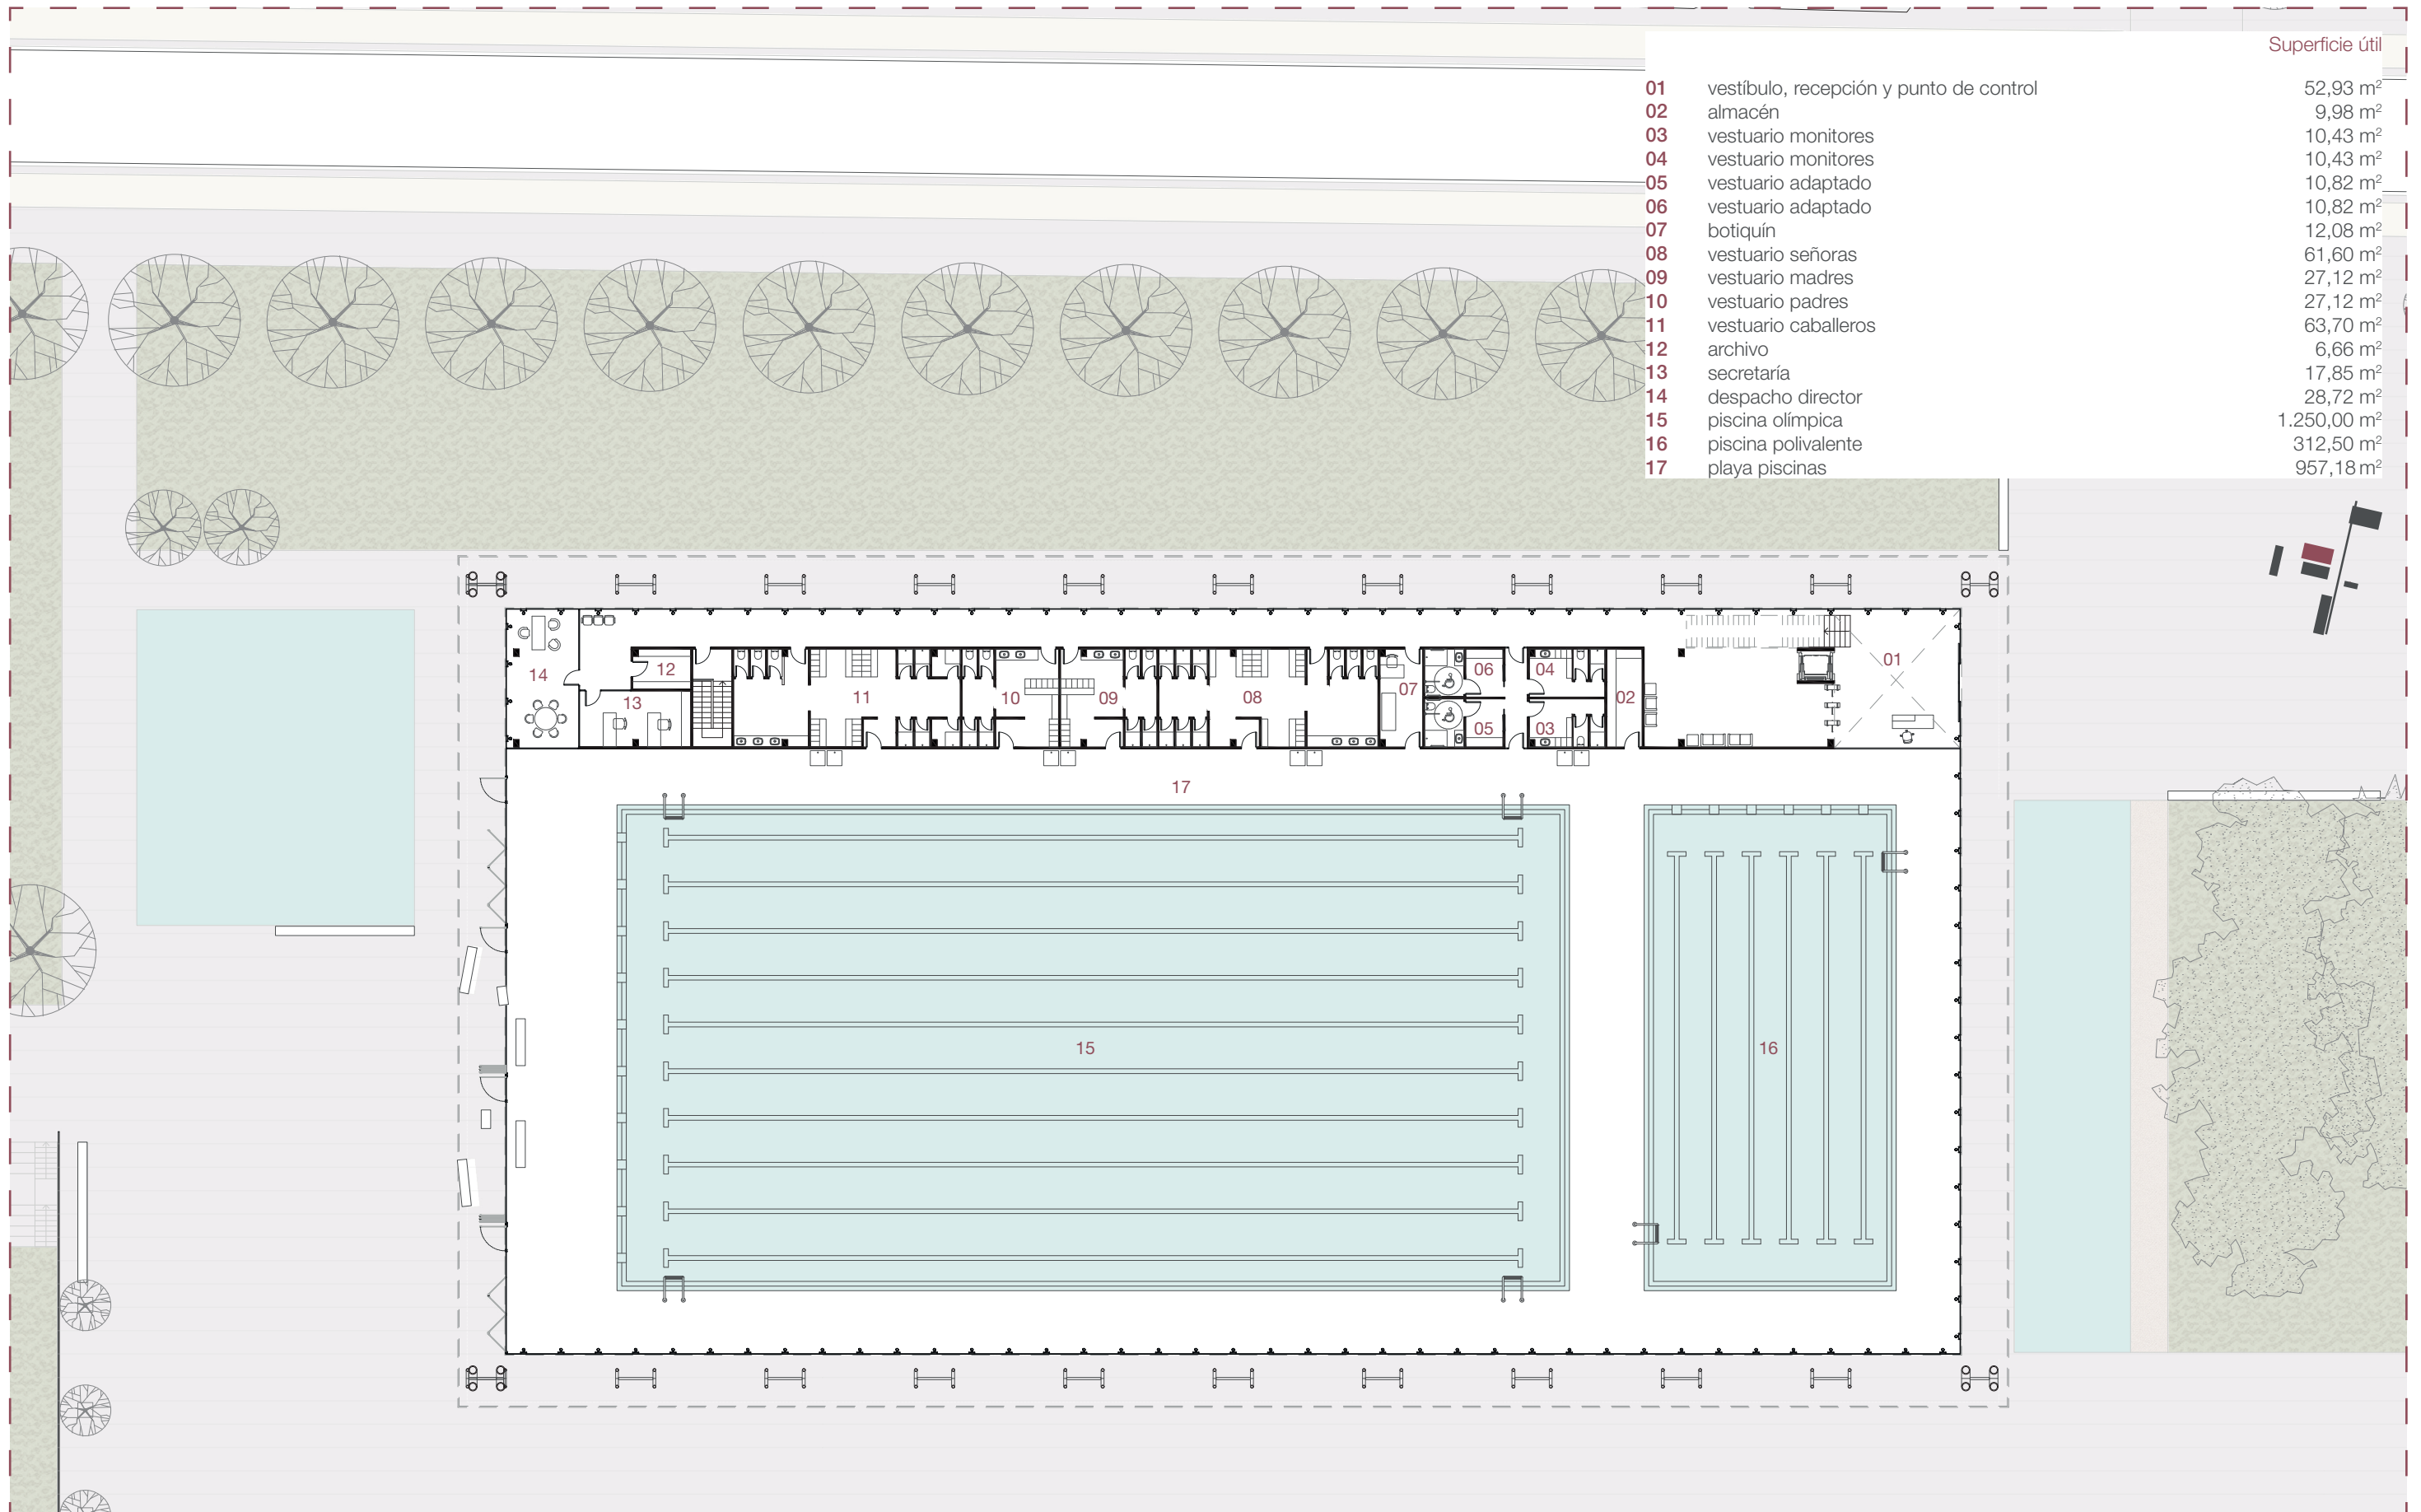 Superficie útil
01 vestíbulo, recepción y punto de control 52,93 m²
02 almacén 9,98 m²
03 vestuario monitores 10,43 m²
04 vestuario monitores 10,43 m²
05 vestuario adaptado 10,82 m²
06 vestuario adaptado 10,82 m²
07 botiquín 12,08 m²
08 vestuario señoras 61,60 m²
09 vestuario madres 27,12 m²
10 vestuario padres 27,12 m²
11 vestuario caballeros 63,70 m²
12 archivo 6,66 m²
13 secretaría 17,85 m²
14 despacho director 28,72 m²
15 piscina olímpica 1.250,00 m²
16 piscina polivalente 312,50 m²
17 playa piscinas 957,18 m²
14
12
13
11
10
09
08
07
06
04
05
03
02
01
17
15
16